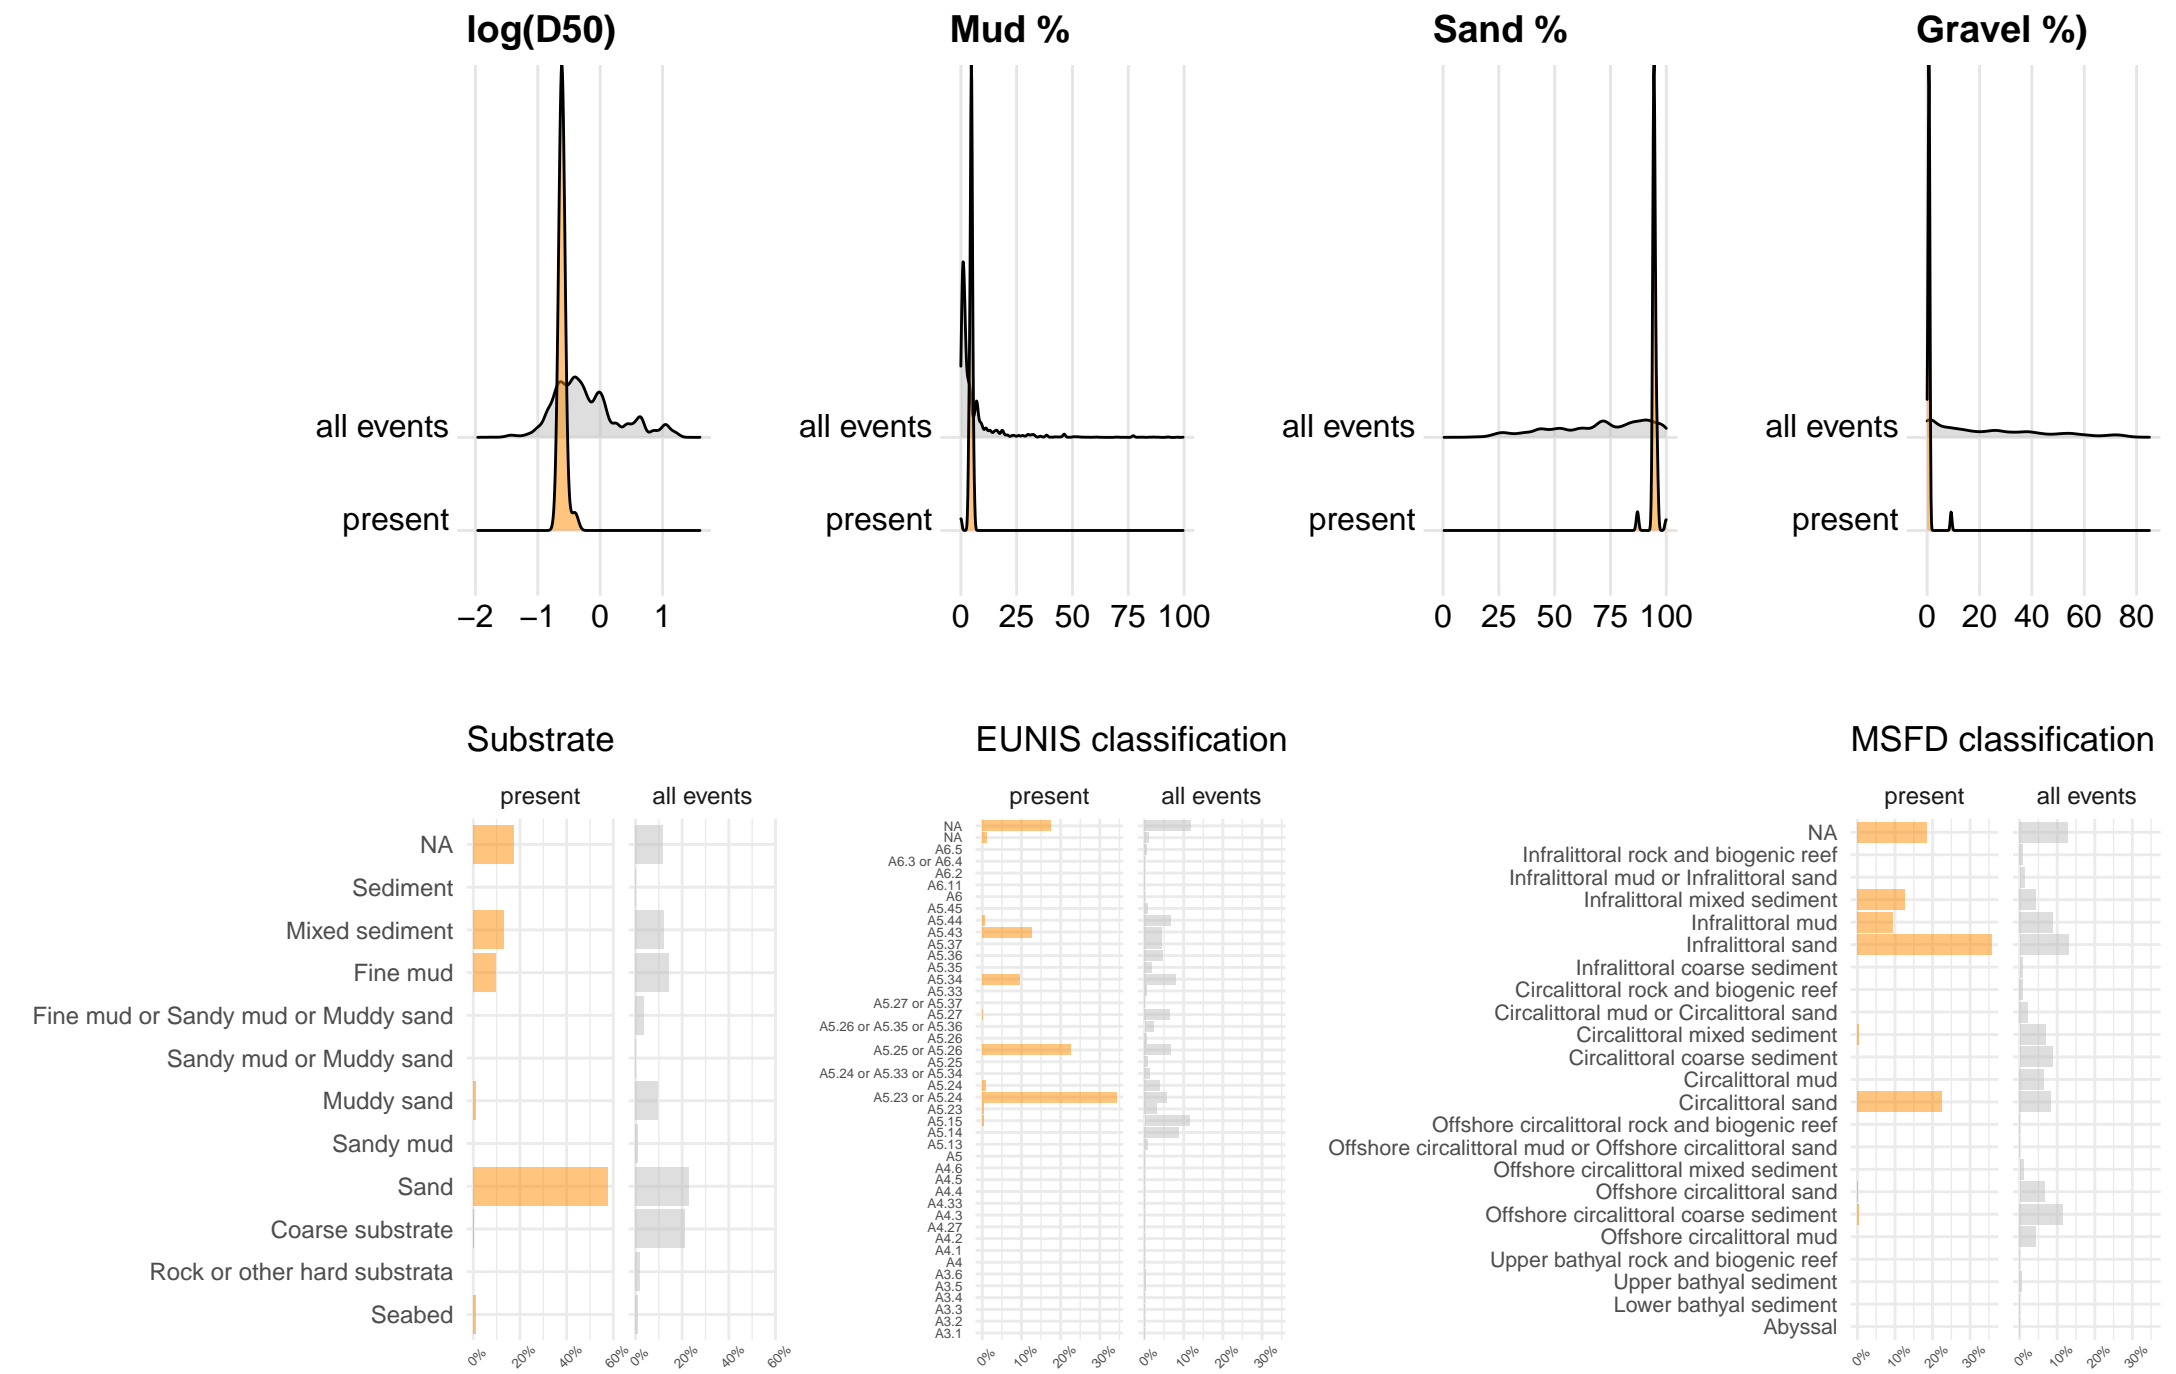 log(D50)
Mud %
Sand %
Gravel %)
all events
present
−2 −1 0 1
all events
present
0 25 50 75 100
all events
present
0 25 50 75 100
all events
present
0 20 40 60 80
Substrate
present all events
NA
Sediment
Mixed sediment
Fine mud
Fine mud or Sandy mud or Muddy sand
Sandy mud or Muddy sand
Muddy sand
Sandy mud
Sand
Coarse substrate
Rock or other hard substrata
Seabed
0% 20% 40% 60% 0% 20% 40% 60%
EUNIS classification
present all events
NA
NA
A6.5
A6.3 or A6.4
A6.2
A6.11
A6
A5.45
A5.44
A5.43
A5.37
A5.36
A5.35
A5.34
A5.33
A5.27 or A5.37
A5.27
A5.26 or A5.35 or A5.36
A5.26
A5.25 or A5.26
A5.25
A5.24 or A5.33 or A5.34
A5.24
A5.23 or A5.24
A5.23
A5.15
A5.14
A5.13
A5
A4.6
A4.5
A4.4
A4.33
A4.3
A4.27
A4.2
A4.1
A4
A3.6
A3.5
A3.4
A3.3
A3.2
A3.1
0% 10% 20% 30% 0% 10% 20% 30%
MSFD classification
present all events
NA
Infralittoral rock and biogenic reef
Infralittoral mud or Infralittoral sand
Infralittoral mixed sediment
Infralittoral mud
Infralittoral sand
Infralittoral coarse sediment
Circalittoral rock and biogenic reef
Circalittoral mud or Circalittoral sand
Circalittoral mixed sediment
Circalittoral coarse sediment
Circalittoral mud
Circalittoral sand
Offshore circalittoral rock and biogenic reef
Offshore circalittoral mud or Offshore circalittoral sand
Offshore circalittoral mixed sediment
Offshore circalittoral sand
Offshore circalittoral coarse sediment
Offshore circalittoral mud
Upper bathyal rock and biogenic reef
Upper bathyal sediment
Lower bathyal sediment
Abyssal
0% 10% 20% 30% 0% 10% 20% 30%